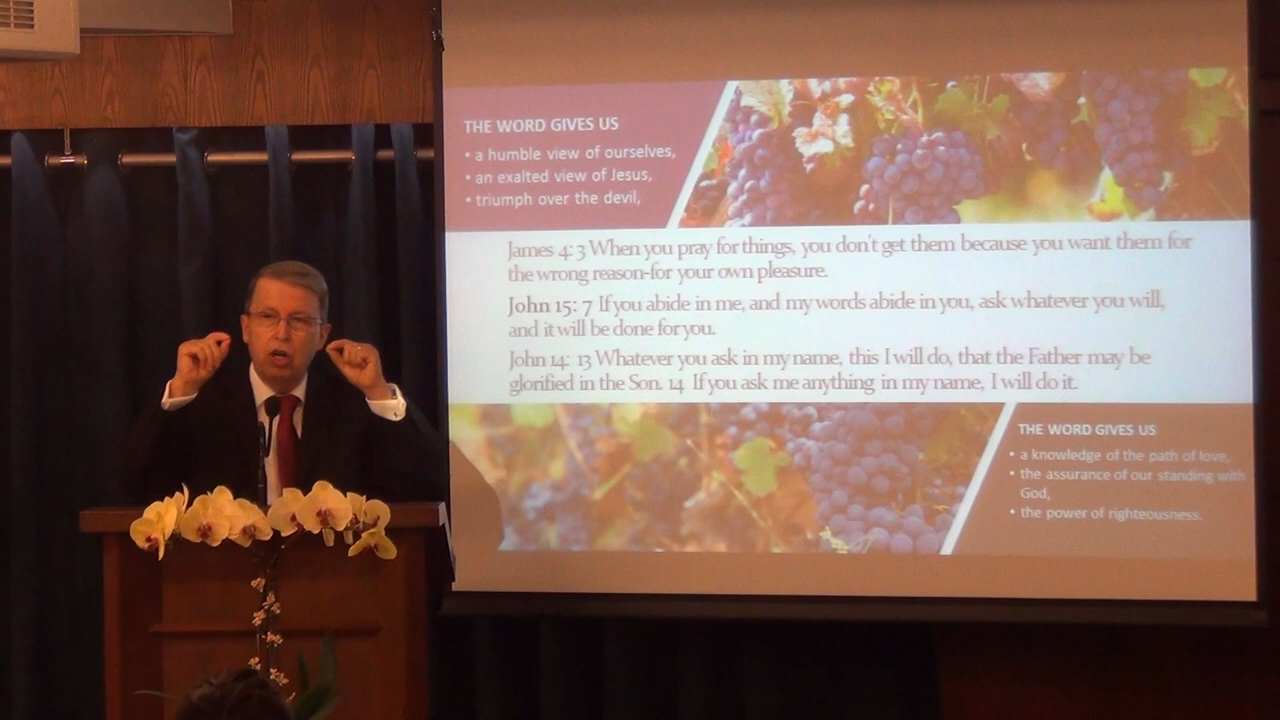 THE WORD GIVES US
• a humble view of ourselves,
• an exalted view of Jesus,
• triumph over the devil,
James 4: 3 When you pray for things, you don't get them because you want them for
the wrong reason-for your own pleasure.
John 15: 7 If you abide in me, and my words abide in you, ask whatever you will,
and it will be done for you.
John 14: 13 Whatever you ask in my name, this I will do, that the Father may be
glorified in the Son. 14 If you ask me anything in my name, I will do it.
THE WORD GIVES US
• a knowledge of the path of love,
• the assurance of our standing with
God,
• the power of righteousness.